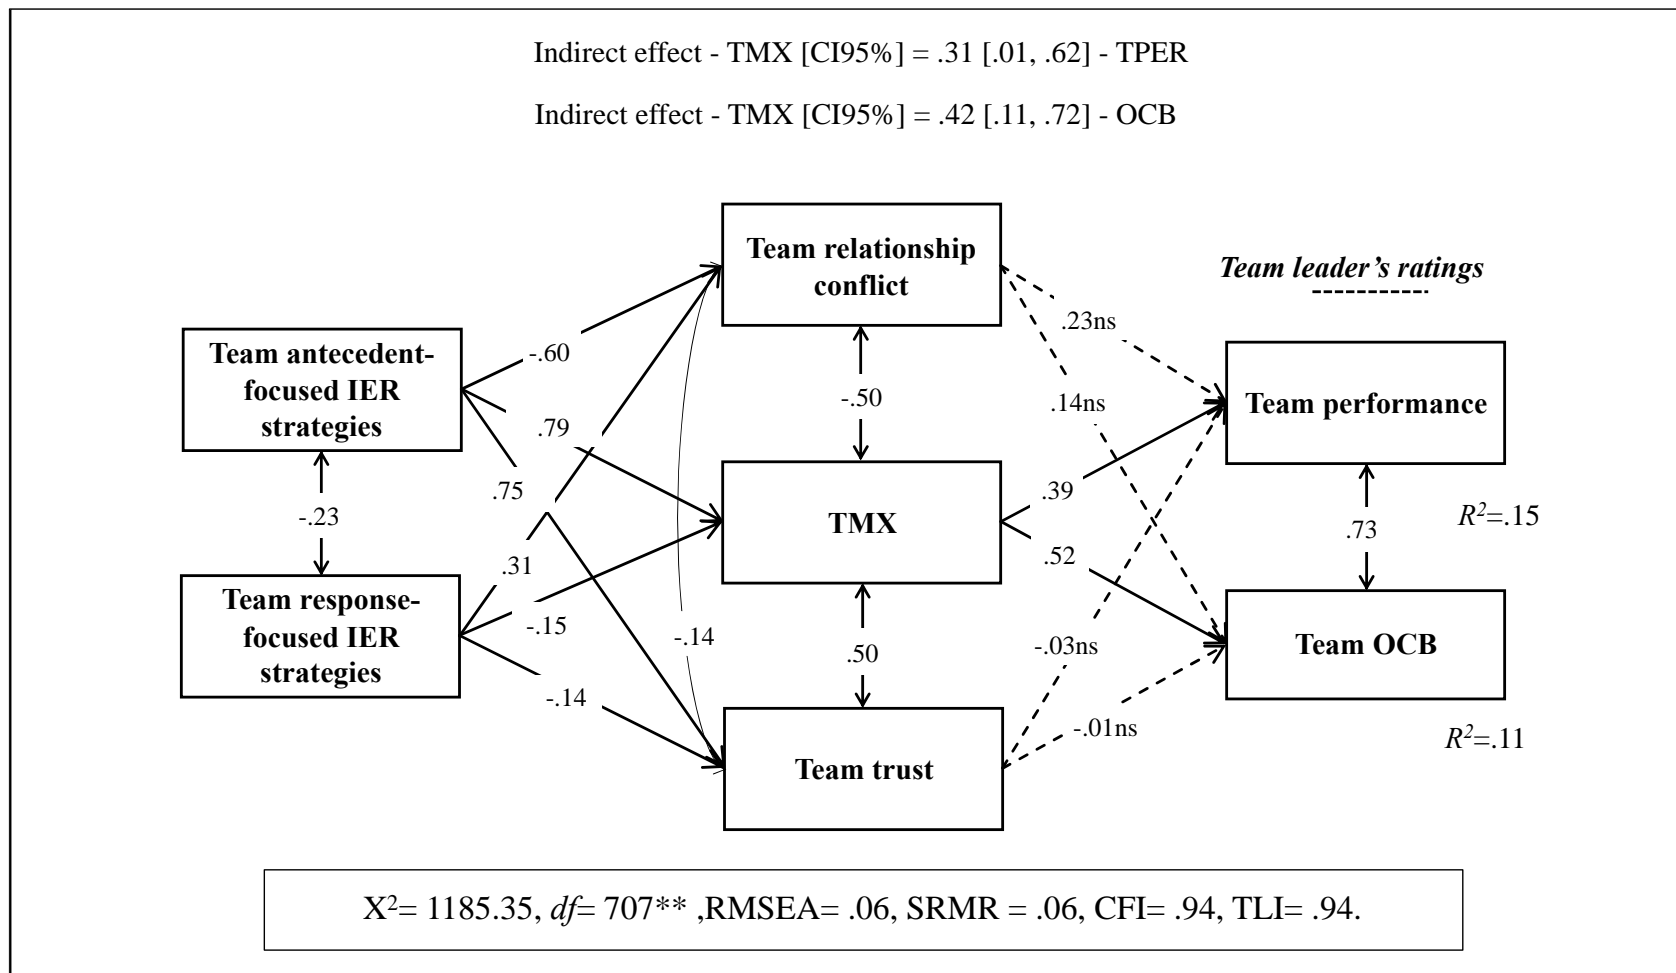 Indirect effect - TMX [CI95%] = .31 [.01, .62] - TPER
Indirect effect - TMX [CI95%] = .42 [.11, .72] - OCB
Team relationship
conflict
Team leader’s ratings
Team antecedent-
focused IER
strategies
Team response-
focused IER
strategies
TMX
Team trust
Team performance
Team OCB
-.23
-.60
.79
.75
.31
-.15
-.14
-.50
-.14
.50
.23ns
.14ns
.39
.52
-.03ns
-.01ns
.73
R²=.15
R²=.11
X²= 1185.35, df= 707** ,RMSEA= .06, SRMR = .06, CFI= .94, TLI= .94.